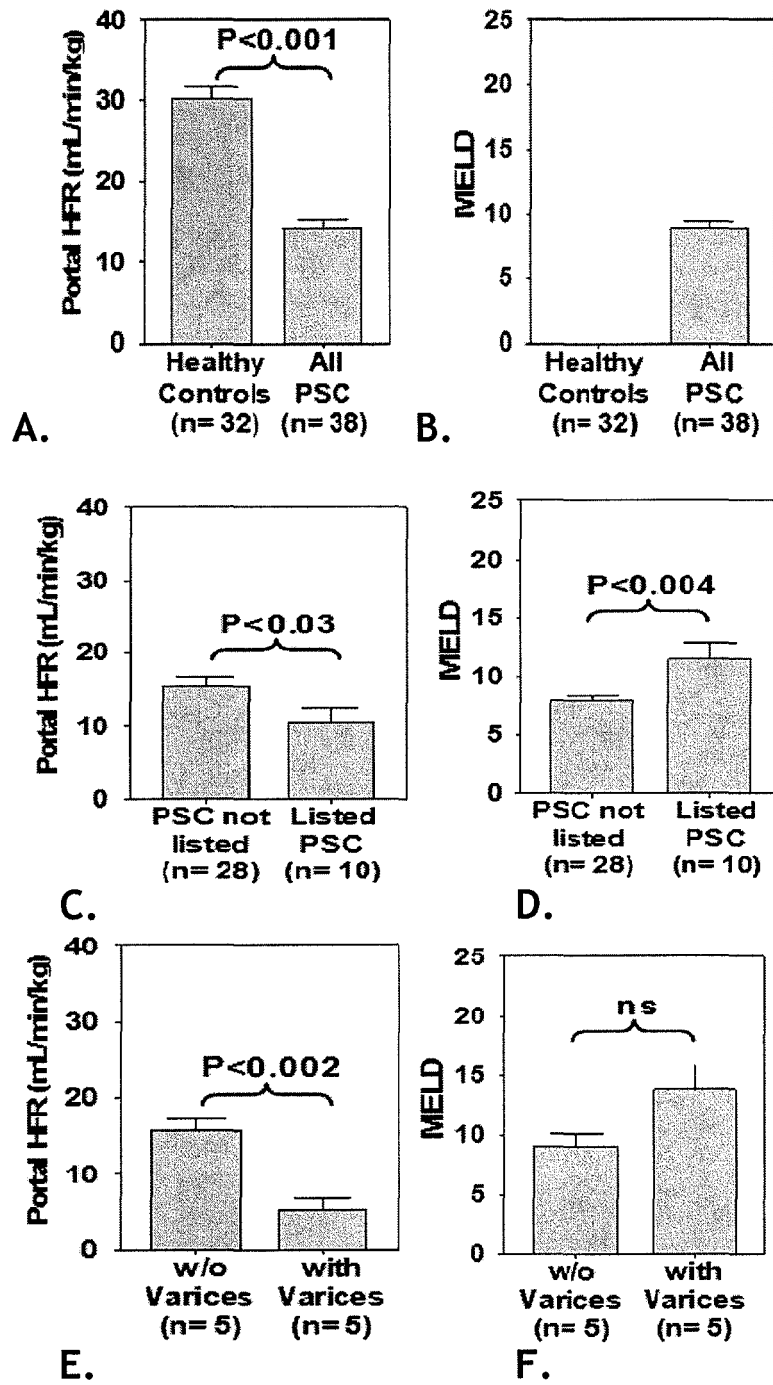 Portal HFR (mL/min/kg)
40
30
20
10
0
P<0.001
Healthy Controls (n= 32)
All PSC (n= 38)
A.
MELD
25
20
15
10
5
0
Healthy Controls (n= 32)
All PSC (n= 38)
B.
Portal HFR (mL/min/kg)
40
30
20
10
0
P<0.03
PSC not listed (n= 28)
Listed PSC (n= 10)
C.
MELD
25
20
15
10
5
0
P<0.004
PSC not listed (n= 28)
Listed PSC (n= 10)
D.
Portal HFR (mL/min/kg)
40
30
20
10
0
P<0.002
w/o Varices (n= 5)
with Varices (n= 5)
E.
MELD
25
20
15
10
5
0
ns
w/o Varices (n= 5)
with Varices (n= 5)
F.